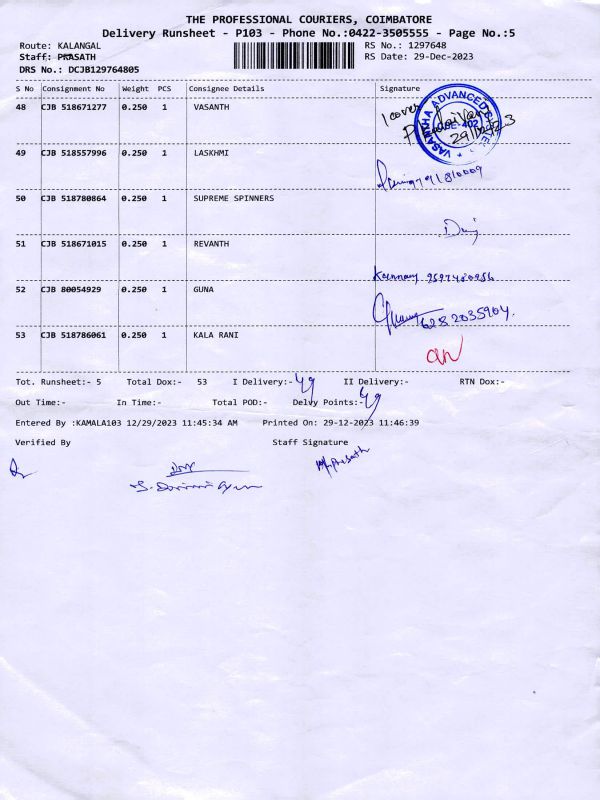 THE PROFESSIONAL COURIERS, COIMBATORE
Delivery Runsheet - P103 - Phone No.:0422-3505555 - Page No.:5
Route: KALANGAL RS No.: 1297648
Staff: PRASATH RS Date: 29-Dec-2023
DRS No.: DCJB129764805
S No Consignment No Weight PCS Consignee Details Signature
48 CJB 518671277 0.250 1 VASANTH 1 cover
VASANTHA ADVANCED
49 CJB 518557996 0.250 1 LASKHMI
50 CJB 518780864 0.250 1 SUPREME SPINNERS
51 CJB 518671015 0.250 1 REVANTH
9597480956
52 CJB 80054929 0.250 1 GUNA
6282035904.
53 CJB 518786061 0.250 1 KALA RANI
Tot. Runsheet:- 5 Total Dox:- 53 I Delivery:- 49 II Delivery:- RTN Dox:-
Out Time:- In Time:- Total POD:- Delvy Points:- 49
Entered By :KAMALA103 12/29/2023 11:45:34 AM Printed On: 29-12-2023 11:46:39
Verified By Staff Signature